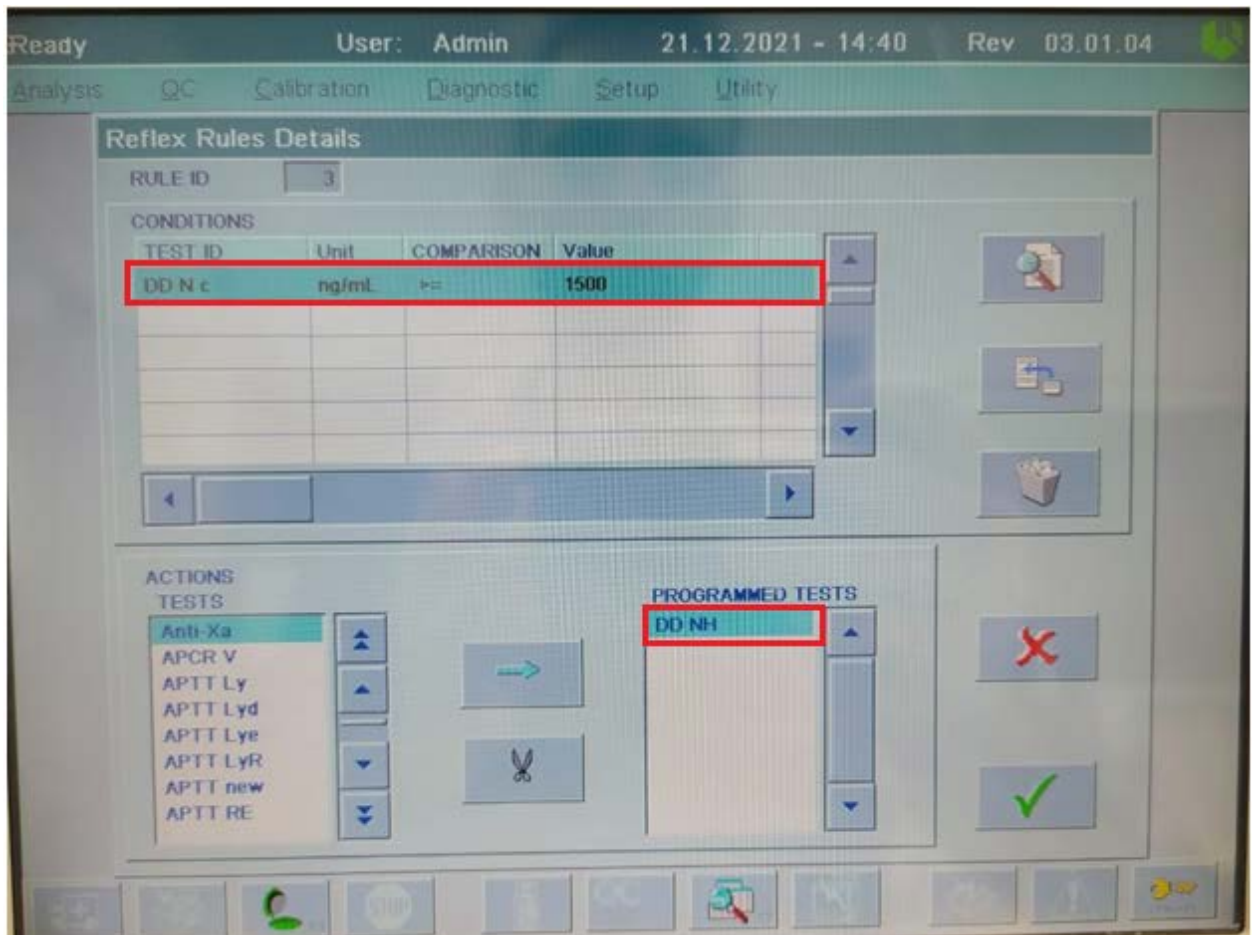 Ready User: Admin 21.12.2021 - 14:40 Rev 03.01.04
Analysis QC Calibration Diagnostic Setup Utility
Reflex Rules Details
RULE ID 3
CONDITIONS
TEST ID Unit COMPARISON Value
DD N c ng/mL >= 1500
ACTIONS
TESTS
Anti-Xa
APCR V
APTT Ly
APTT Lyd
APTT Lye
APTT LyR
APTT new
APTT RE
PROGRAMMED TESTS
DD NH
STOP